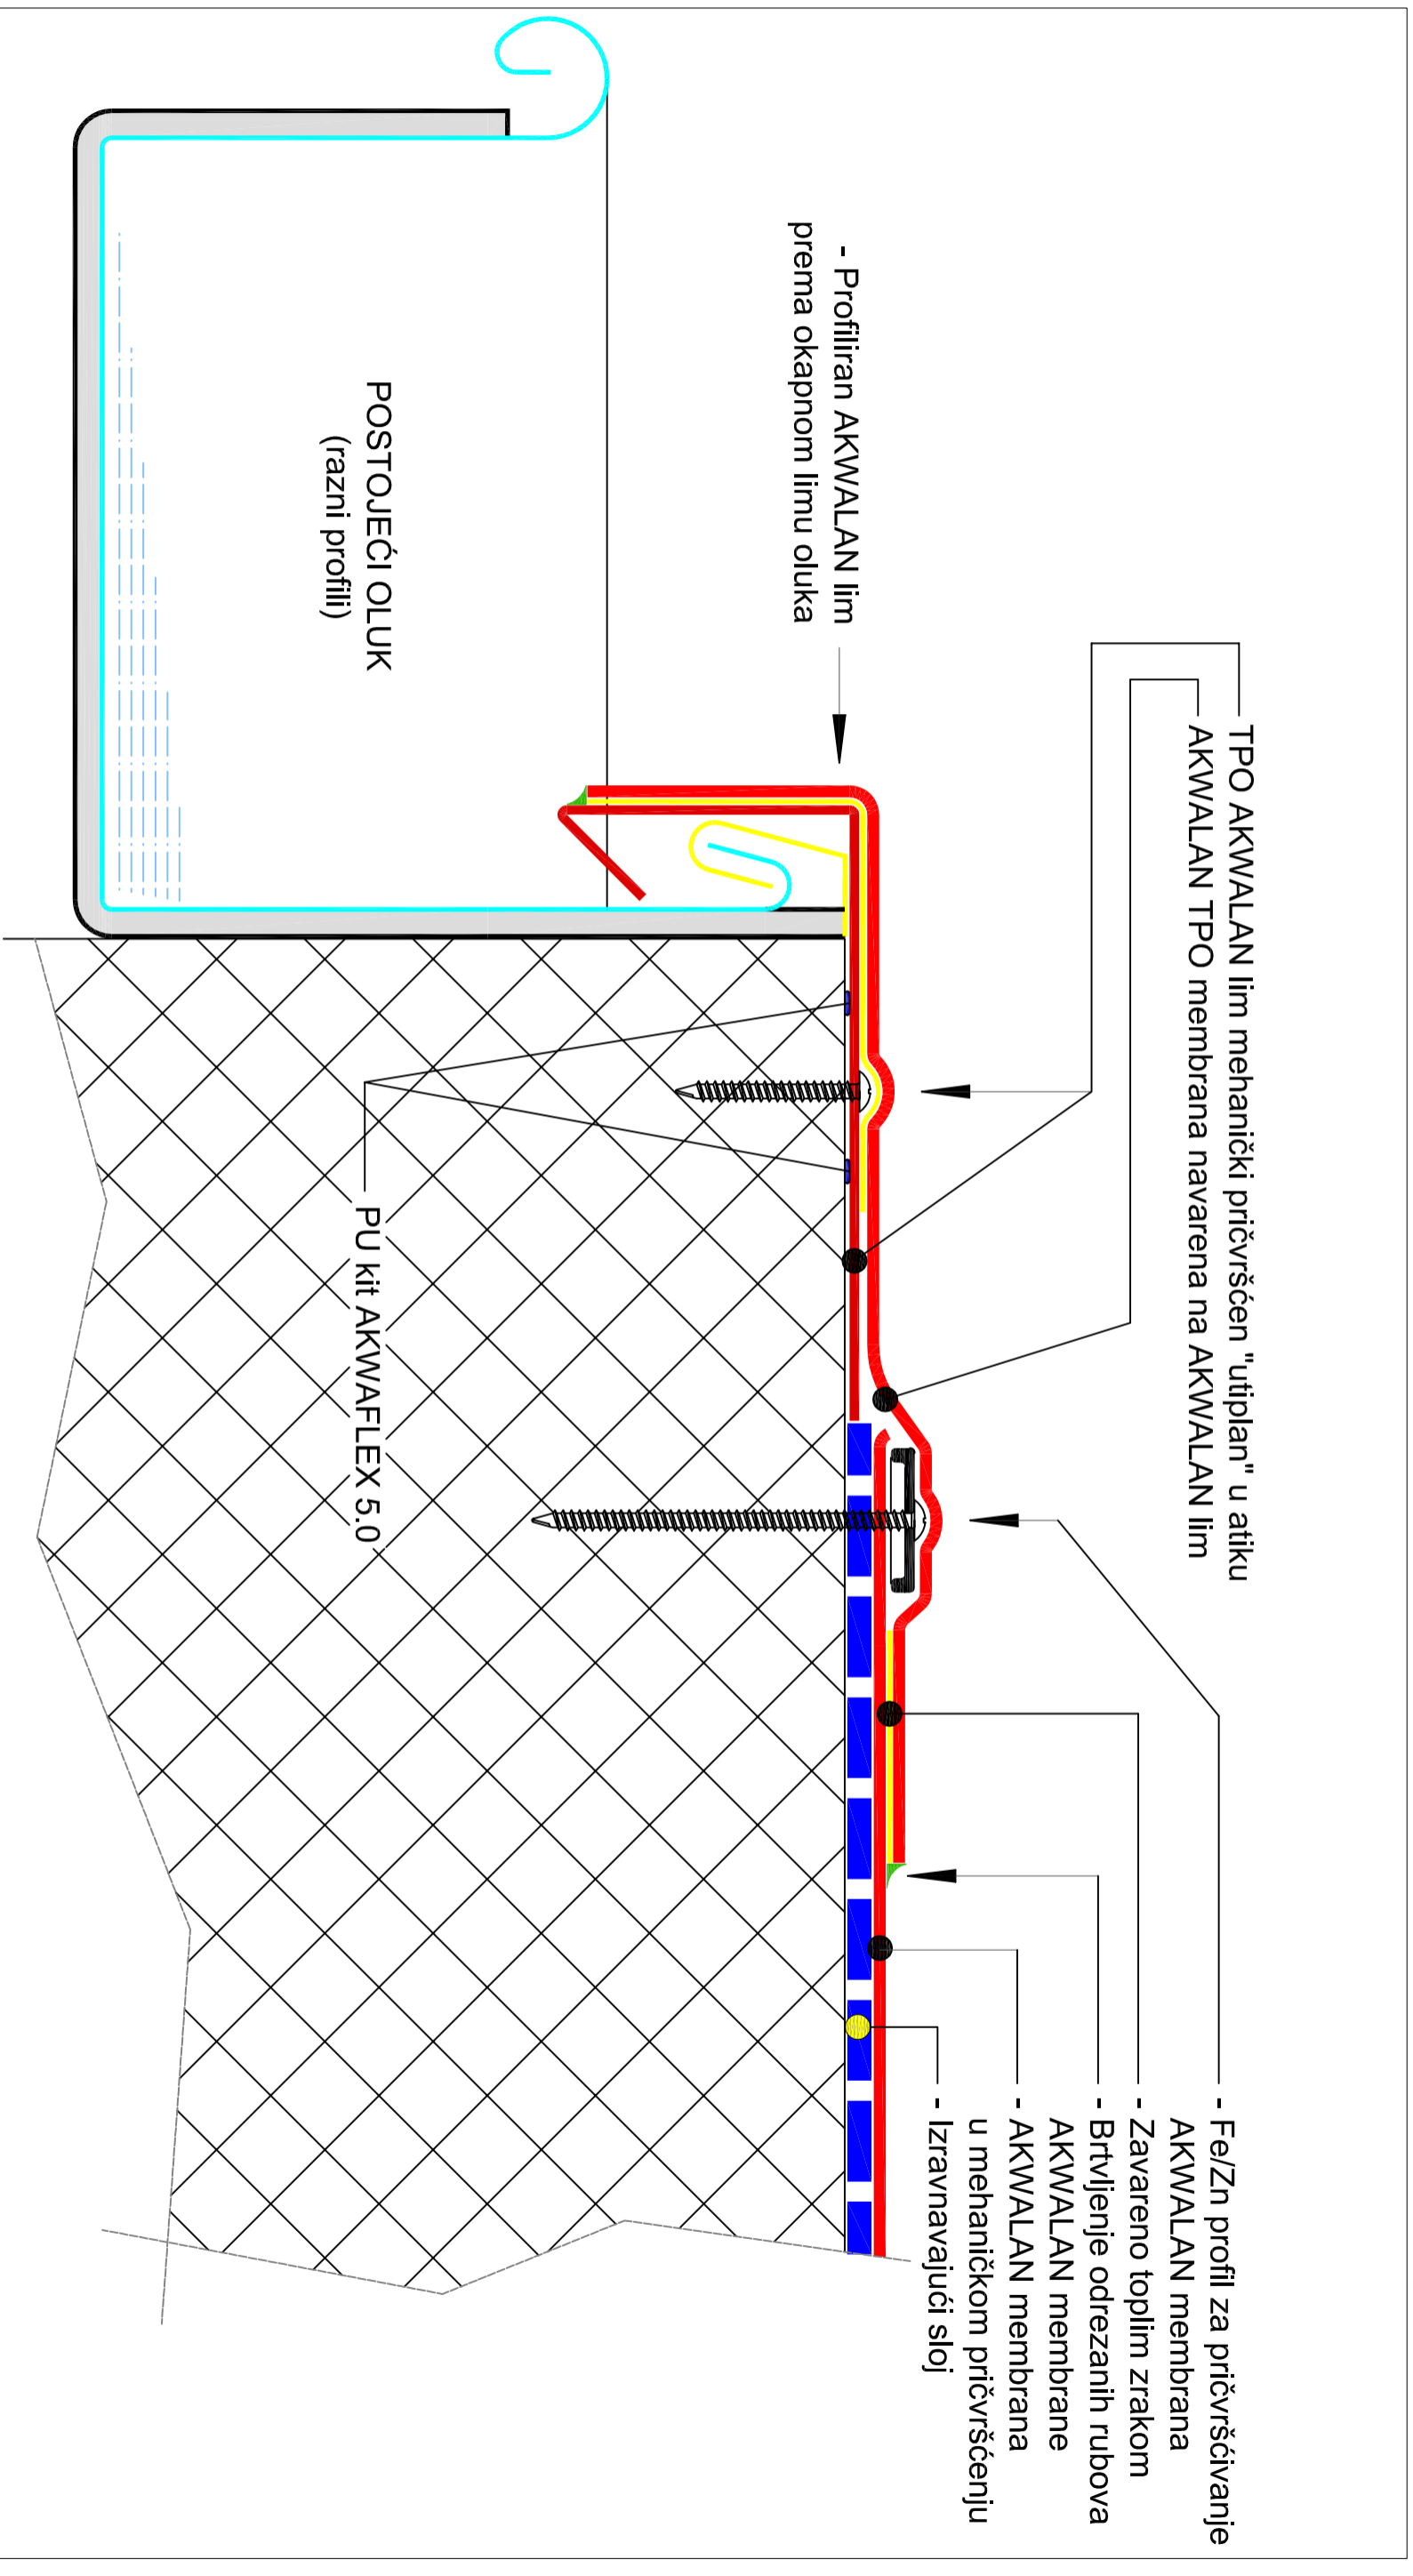 TPO AKWALAN lim mehanički pričvršćen "utiplan" u atiku
AKWALAN TPO membrana navarena na AKWALAN lim
- Fe/Zn profil za pričvršćivanje
AKWALAN membrana
- Zavareno toplim zrakom
- Brtvljenje odrezanih rubova
AKWALAN membrane
- AKWALAN membrana
u mehaničkom pričvršćenju
- Izravnavajući sloj
- Profiliran AKWALAN lim
prema okapnom limu oluka
POSTOJEĆI OLUK
(razni profili)
PU kit AKWAFLEX 5.0